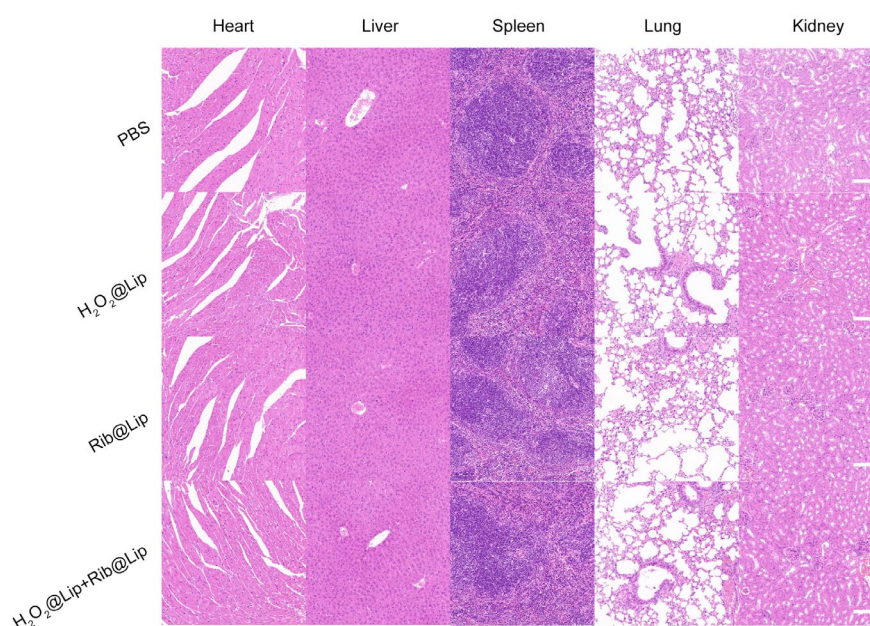 Heart Liver Spleen Lung Kidney
PBS
H₂O₂@Lip
Rib@Lip
H₂O₂@Lip+Rib@Lip